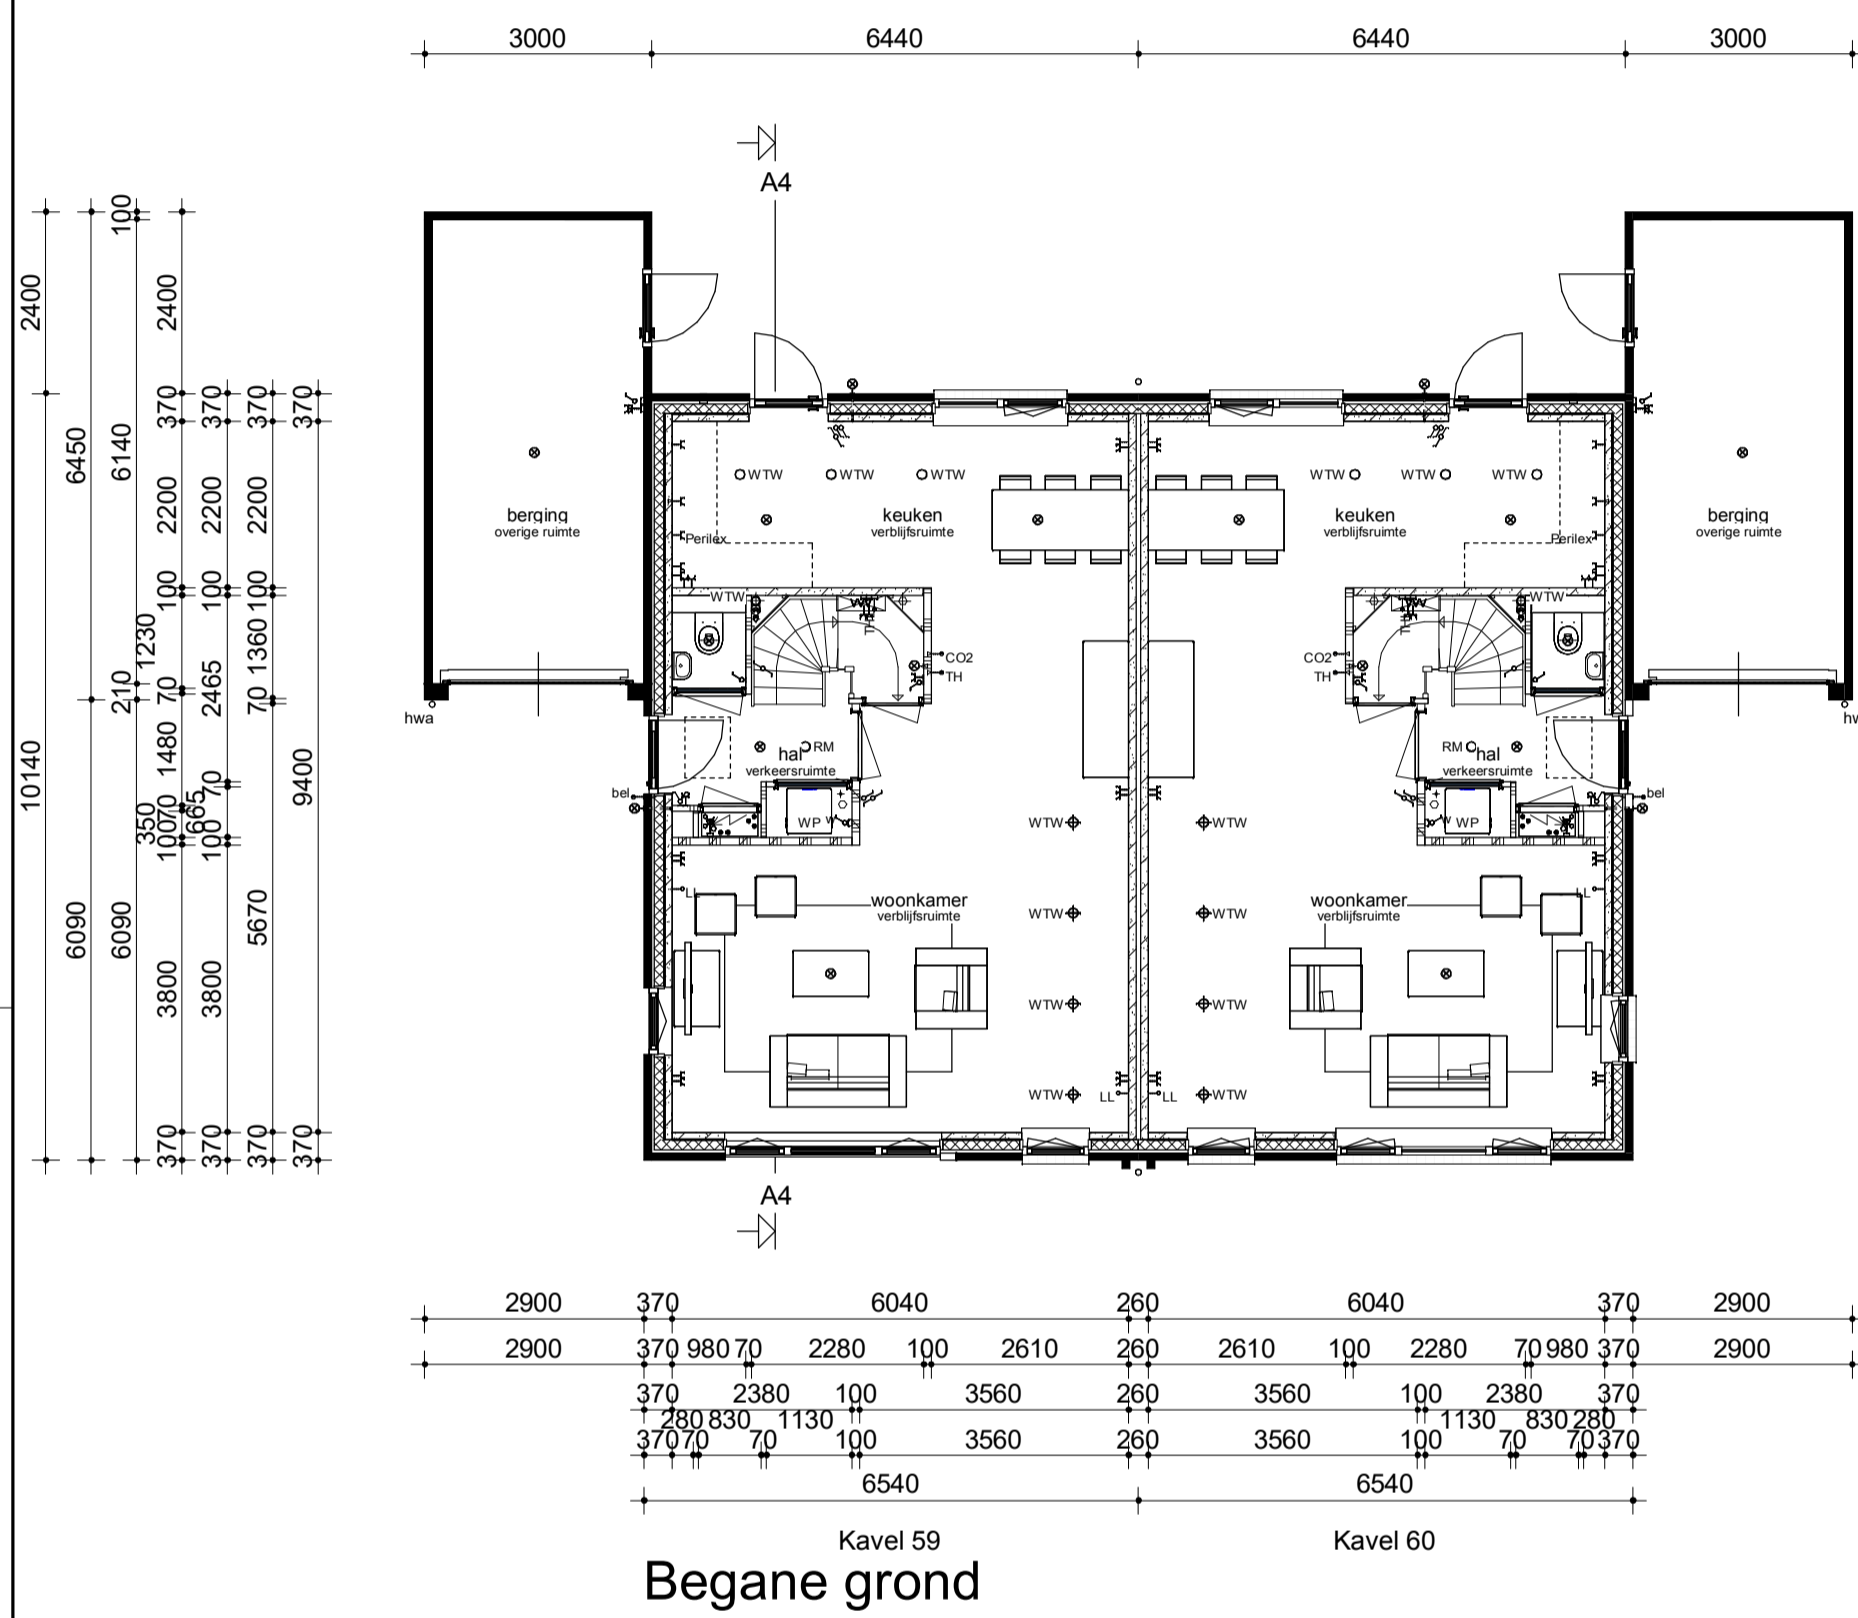 3000 6440 6440 3000
A4
100
2400 2400
370 370 370 370
6450 6140
2200 2200 2200
100 100 100
1230
1360
210 70 2465 70
1480
10140
9400
70
350 665
100 70 100
6090 6090
5670
3800 3800
370 370 370 370
WTW WTW WTW WTW WTW WTW
berging keuken keuken berging
overige ruimte verblijfsruimte verblijfsruimte overige ruimte
Perilex Perilex
WTW WTW
TH TH
CO2 CO2
TH TH
hwa
RM RM
hal hal
verkeersruimte verkeersruimte
bel bel
WP WP
WTW WTW
LL LL
woonkamer woonkamer
verblijfsruimte verblijfsruimte
WTW WTW
WTW WTW
WTW LL LL WTW
A4
2900 370 6040 260 6040 370 2900
2900 370 980 70 2280 100 2610 260 2610 100 2280 70 980 370 2900
370 2380 100 3560 260 3560 100 2380 370
280 830 1130 1130 830 280
370 70 70 100 3560 260 3560 100 70 70 370
6540 6540
Kavel 59 Kavel 60
Begane grond